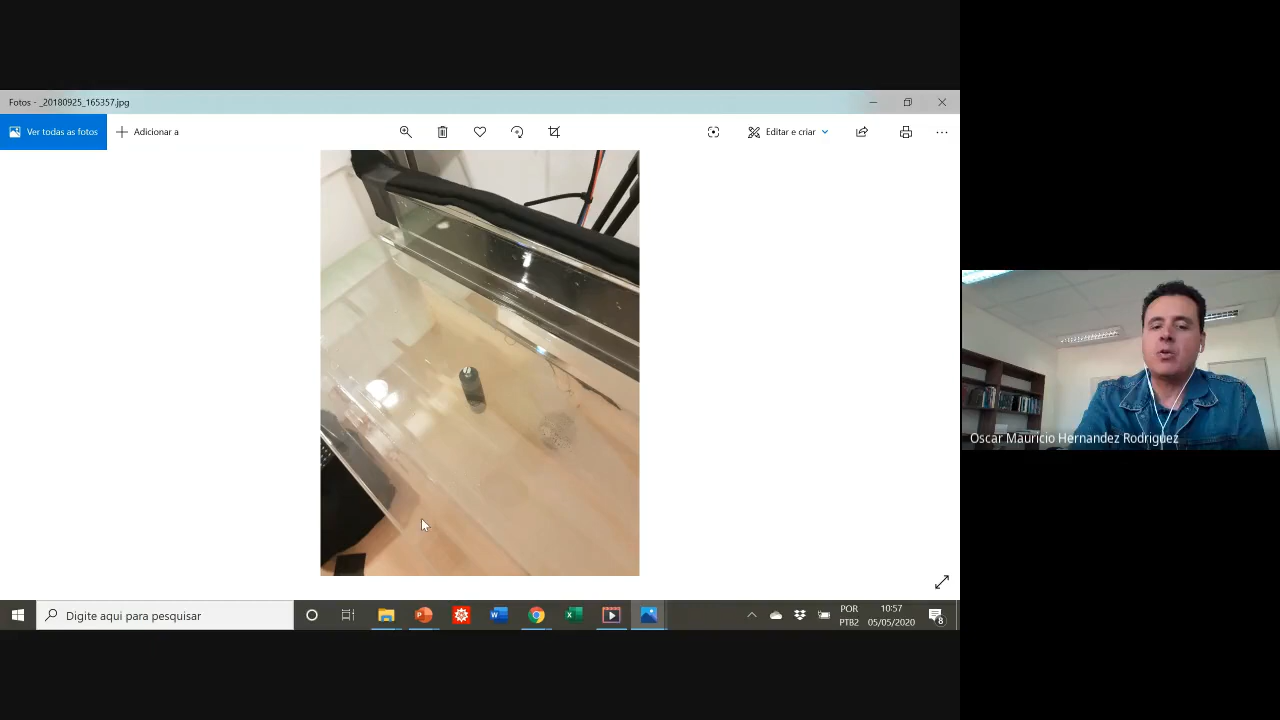 Fotos - _20180925_165357.jpg
Ver todas as fotos
Adicionar a
Editar e criar
Oscar Mauricio Hernandez Rodriguez
Digite aqui para pesquisar
POR
PTB2
10:57
05/05/2020
8